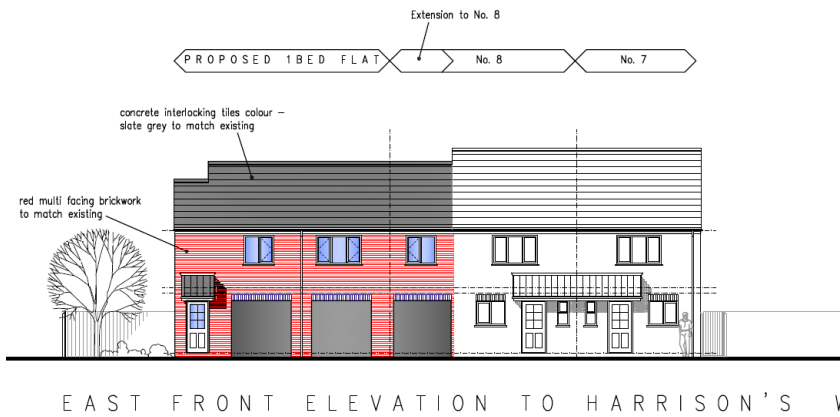 Extension to No. 8
PROPOSED 1BED FLAT
No. 8
No. 7
concrete interlocking tiles colour –
slate grey to match existing
red multi facing brickwork
to match existing
EAST FRONT ELEVATION TO HARRISON'S